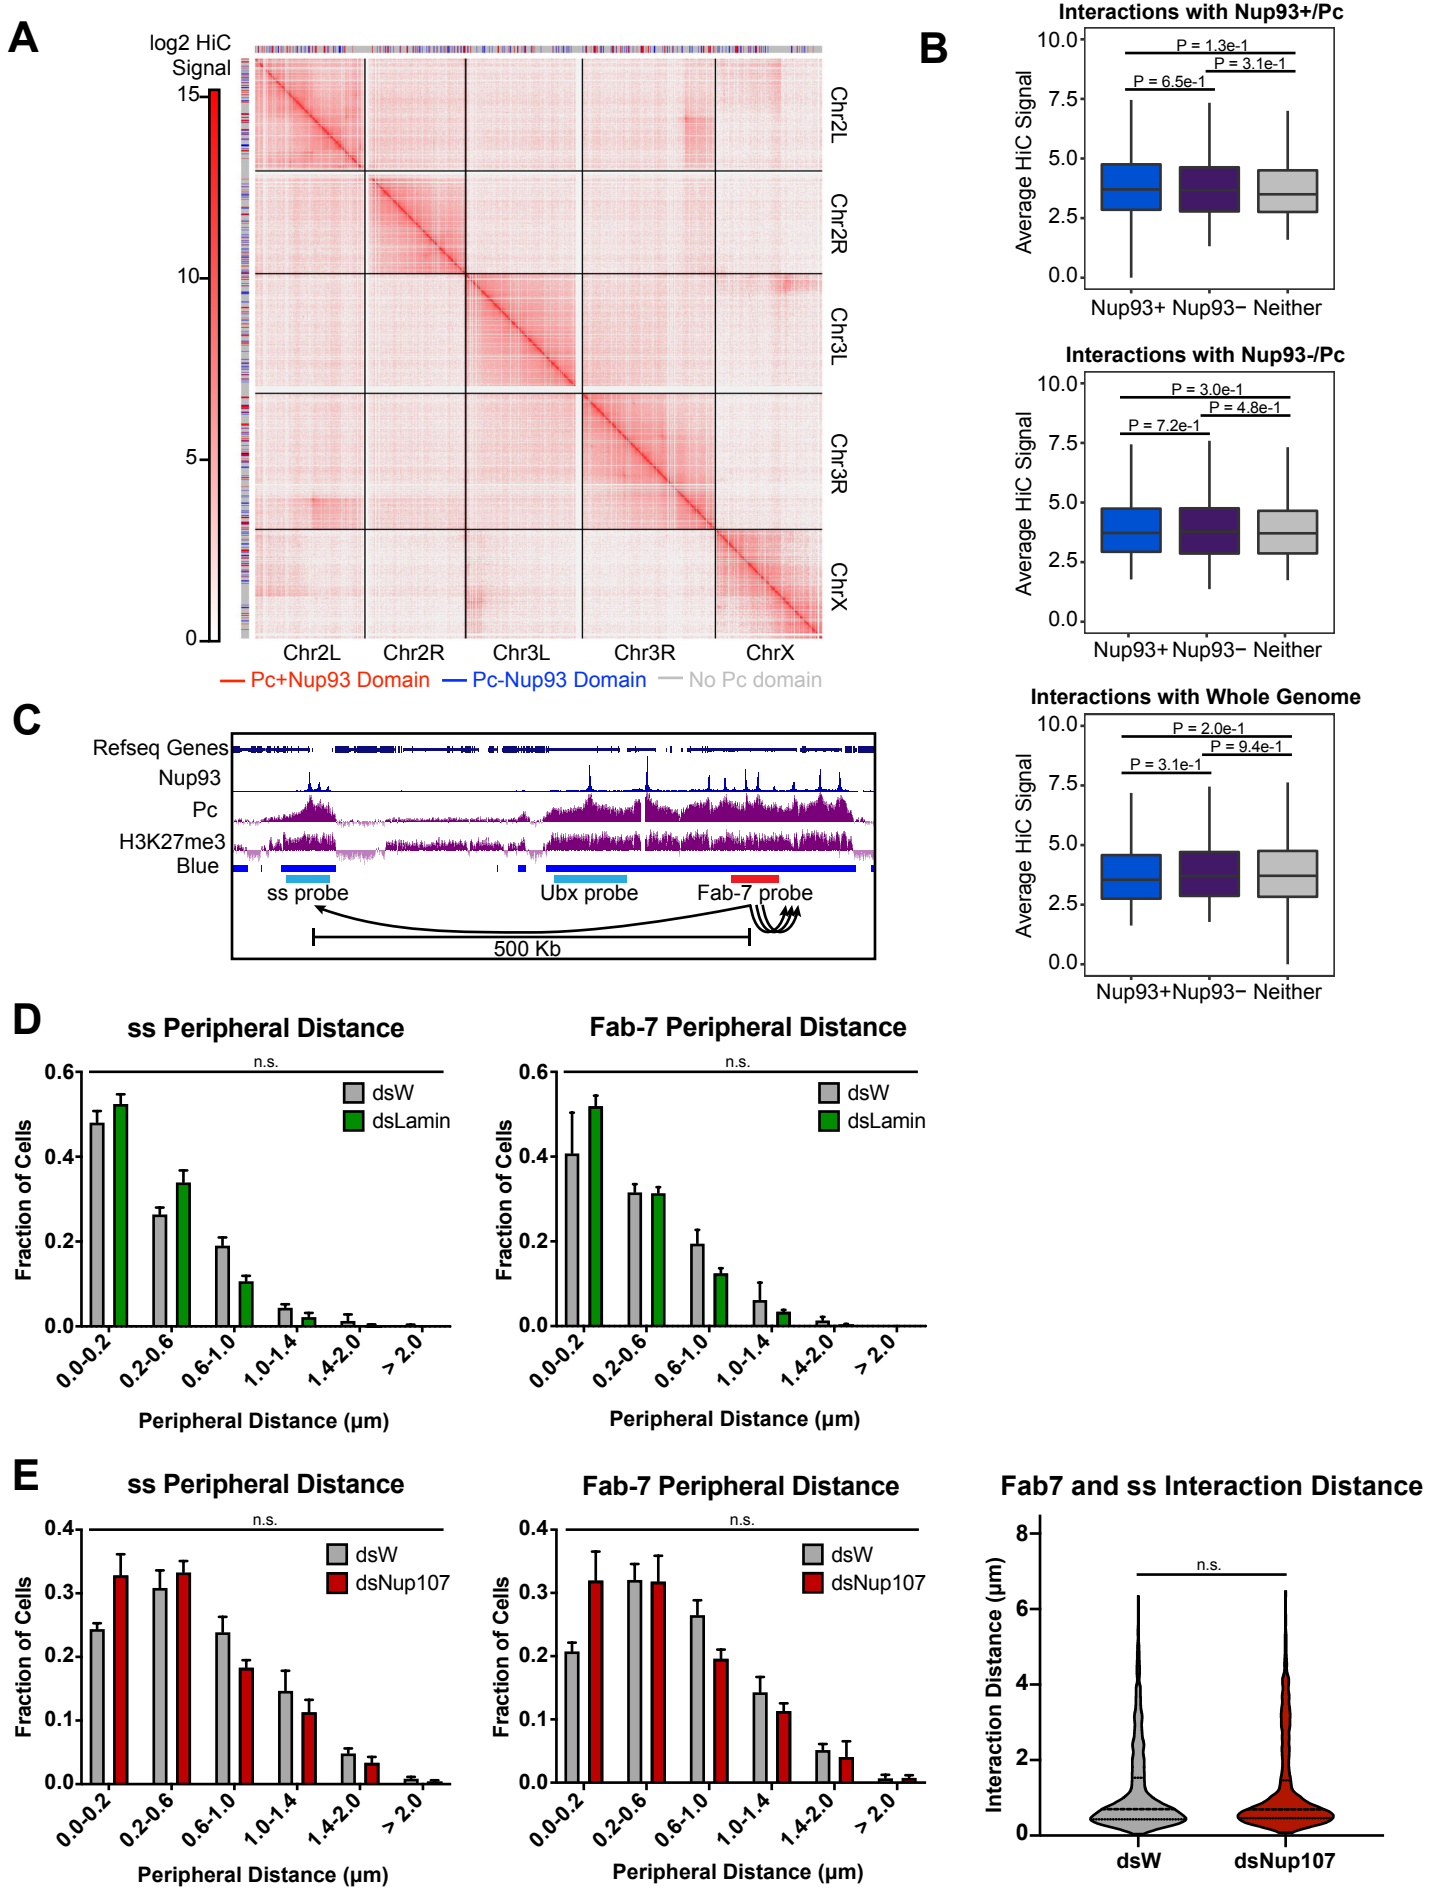 A
log2 HiC
Signal
15
10
5
0
Chr2L
Chr2R
Chr3L
Chr3R
ChrX
Chr2L Chr2R Chr3L Chr3R ChrX
Pc+Nup93 Domain Pc-Nup93 Domain No Pc domain
B
Interactions with Nup93+/Pc
Average HiC Signal
10.0
7.5
5.0
2.5
0.0
P = 1.3e-1
P = 3.1e-1
P = 6.5e-1
Nup93+ Nup93− Neither
Interactions with Nup93-/Pc
Average HiC Signal
10.0
7.5
5.0
2.5
0.0
P = 3.0e-1
P = 4.8e-1
P = 7.2e-1
Nup93+ Nup93− Neither
Interactions with Whole Genome
Average HiC Signal
10.0
7.5
5.0
2.5
0.0
P = 2.0e-1
P = 9.4e-1
P = 3.1e-1
Nup93+Nup93− Neither
C
Refseq Genes
Nup93
Pc
H3K27me3
Blue
ss probe Ubx probe Fab-7 probe
500 Kb
D
ss Peripheral Distance
n.s.
dsW
dsLamin
Fraction of Cells
0.6
0.4
0.2
0.0
0.0-0.2 0.2-0.6 0.6-1.0 1.0-1.4 1.4-2.0 > 2.0
Peripheral Distance (µm)
Fab-7 Peripheral Distance
n.s.
dsW
dsLamin
Fraction of Cells
0.6
0.4
0.2
0.0
0.0-0.2 0.2-0.6 0.6-1.0 1.0-1.4 1.4-2.0 > 2.0
Peripheral Distance (µm)
E
ss Peripheral Distance
n.s.
dsW
dsNup107
Fraction of Cells
0.4
0.3
0.2
0.1
0.0
0.0-0.2 0.2-0.6 0.6-1.0 1.0-1.4 1.4-2.0 > 2.0
Peripheral Distance (µm)
Fab-7 Peripheral Distance
n.s.
dsW
dsNup107
Fraction of Cells
0.4
0.3
0.2
0.1
0.0
0.0-0.2 0.2-0.6 0.6-1.0 1.0-1.4 1.4-2.0 > 2.0
Peripheral Distance (µm)
Fab7 and ss Interaction Distance
n.s.
Interaction Distance (µm)
8
6
4
2
0
dsW dsNup107